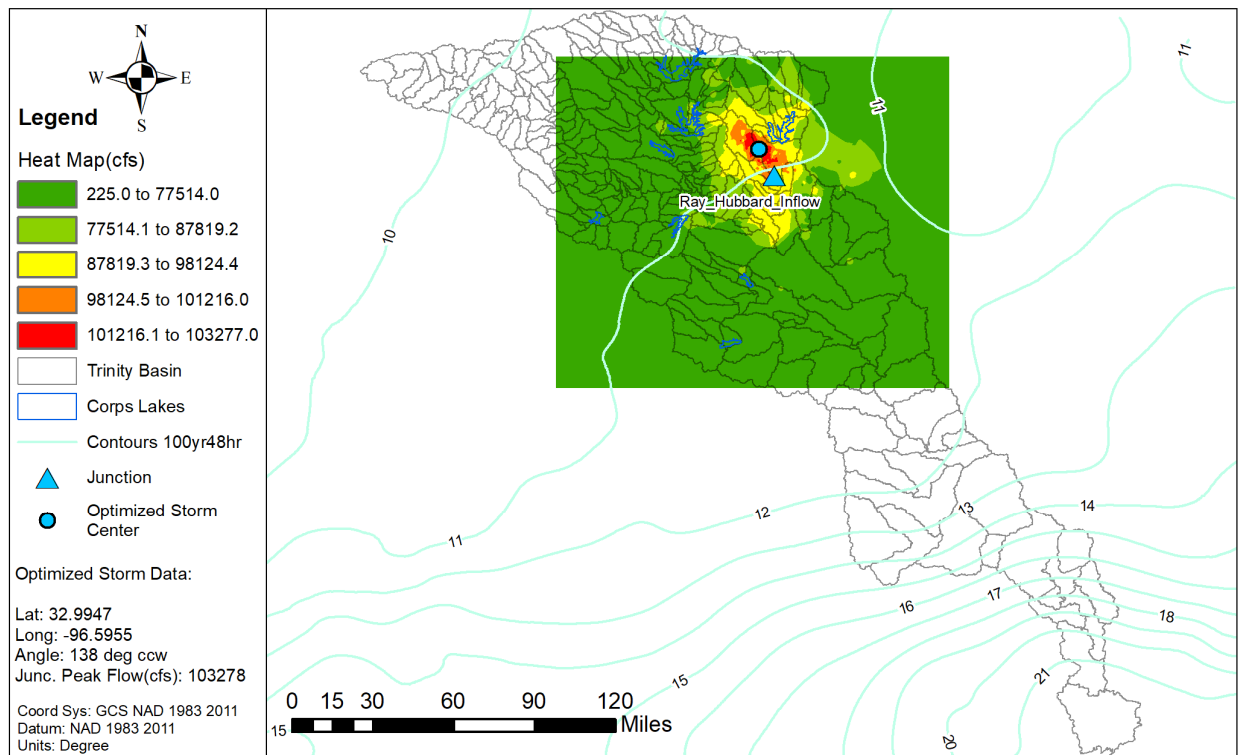 N
W
E
S
Legend
Heat Map(cfs)
225.0 to 77514.0
77514.1 to 87819.2
87819.3 to 98124.4
98124.5 to 101216.0
101216.1 to 103277.0
Trinity Basin
Corps Lakes
Contours 100yr48hr
Junction
Optimized Storm
Center
Optimized Storm Data:
Lat: 32.9947
Long: -96.5955
Angle: 138 deg ccw
Junc. Peak Flow(cfs): 103278
Coord Sys: GCS NAD 1983 2011
Datum: NAD 1983 2011
Units: Degree
11
11
Ray_Hubbard_Inflow
10
12
13
14
11
16
17
18
15
21
20
15
0 15 30 60 90 120
Miles